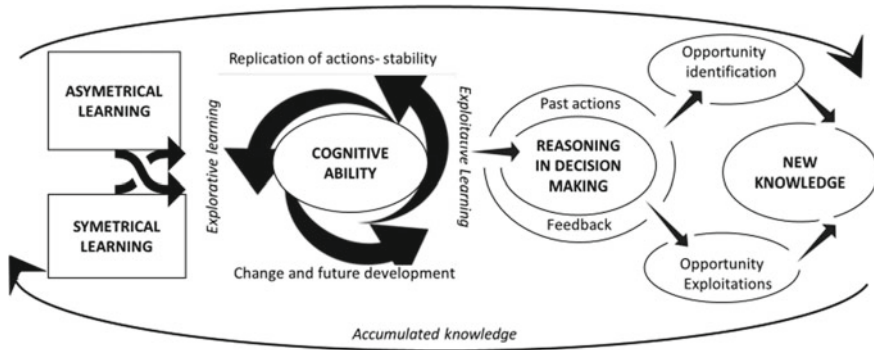 ASYMETRICAL
LEARNING
SYMETRICAL
LEARNING
Explorative learning
Replication of actions- stability
COGNITIVE
ABILITY
Change and future development
Exploitative Learning
Past actions
REASONING
IN DECISION
MAKING
Feedback
Opportunity
identification
Opportunity
Exploitations
NEW
KNOWLEDGE
Accumulated knowledge